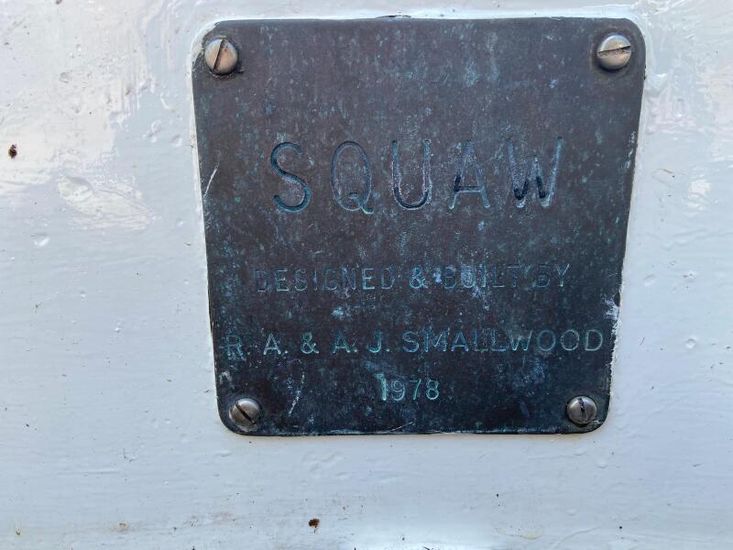 SQUAW
DESIGNED & BUILT BY
R. A. & A. J. SMALLWOOD
1978